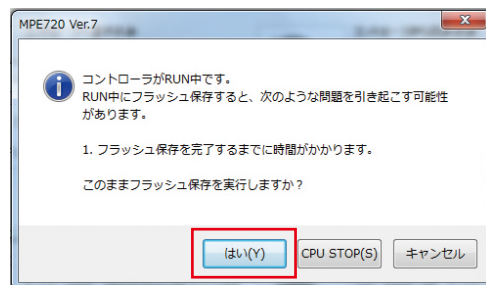 MPE720 Ver.7
コントローラがRUN中です。
RUN中にフラッシュ保存すると、次のような問題を引き起こす可能性
があります。
1. フラッシュ保存を完了するまでに時間がかかります。
このままフラッシュ保存を実行しますか？
はい(Y)
CPU STOP(S)
キャンセル